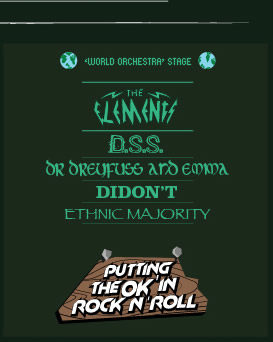 'WORLD ORCHESTRA' STAGE
THE
ELEMENTS
D.S.S.
DR DREYFUSS AND EMMA
DIDON'T
ETHNIC MAJORITY
PUTTING
THE 'OK' IN
ROCK 'N' ROLL